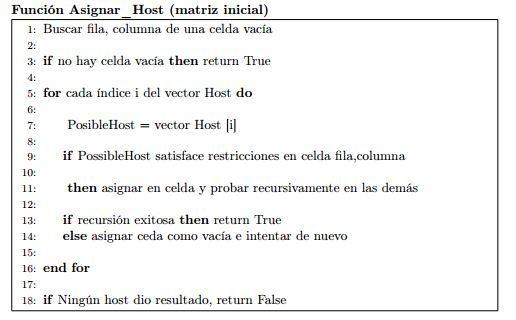 Función Asignar_Host (matriz inicial)
1: Buscar fila, columna de una celda vacía
2:
3: if no hay celda vacía then return True
4:
5: for cada índice i del vector Host do
6:
7: PosibleHost = vector Host [i]
8:
9: if PossibleHost satisface restricciones en celda fila,columna
10:
11: then asignar en celda y probar recursivamente en las demás
12:
13: if recursión exitosa then return True
14: else asignar ceda como vacía e intentar de nuevo
15:
16: end for
17:
18: if Ningún host dio resultado, return False